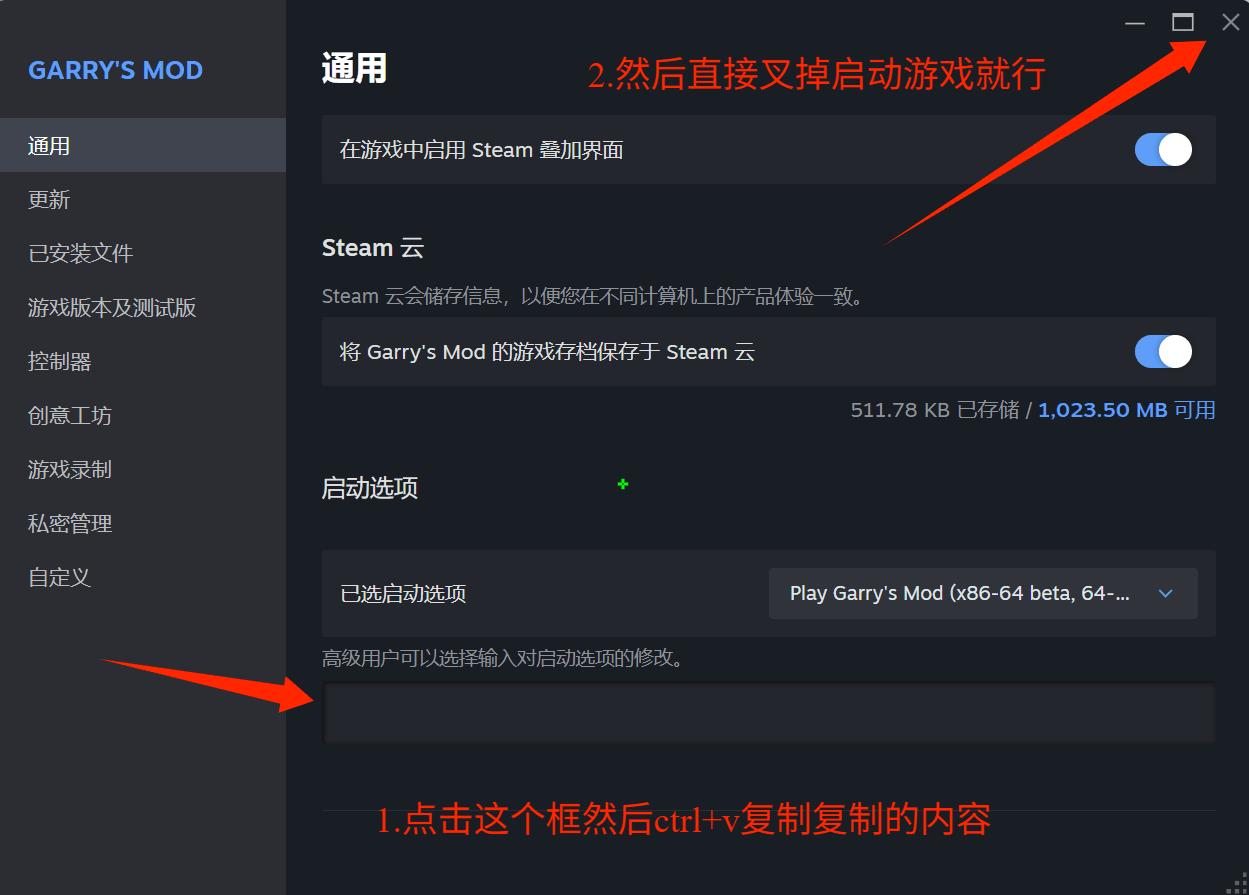 GARRY'S MOD
通用
更新
已安装文件
游戏版本及测试版
控制器
创意工坊
游戏录制
私密管理
自定义
通用
2.然后直接叉掉启动游戏就行
在游戏中启用 Steam 叠加界面
Steam 云
Steam 云会储存信息，以便您在不同计算机上的产品体验一致。
将 Garry's Mod 的游戏存档保存于 Steam 云
511.78 KB 已存储 / 1,023.50 MB 可用
启动选项
已选启动选项
Play Garry's Mod (x86-64 beta, 64-...
高级用户可以选择输入对启动选项的修改。
1.点击这个框然后ctrl+v复制复制的内容